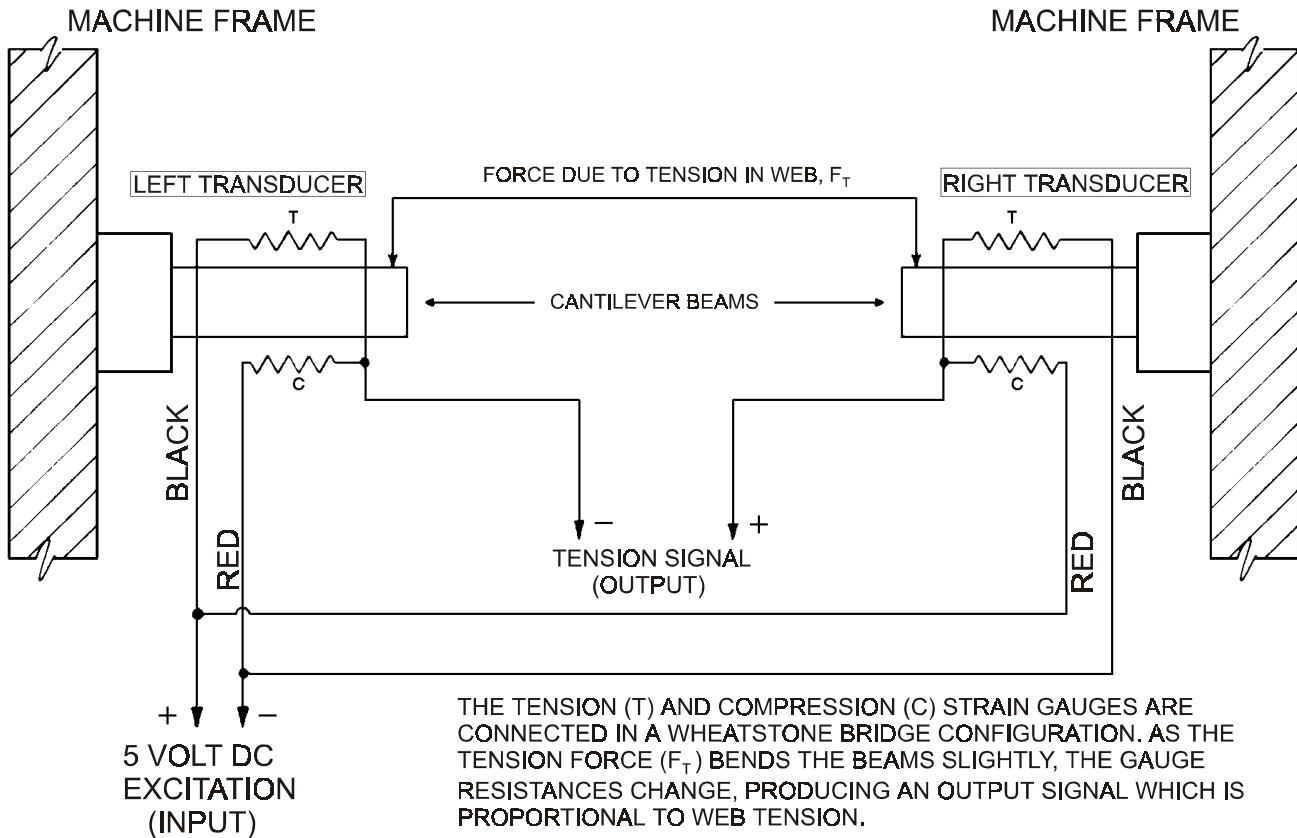 MACHINE FRAME
MACHINE FRAME
LEFT TRANSDUCER
FORCE DUE TO TENSION IN WEB, F_T
RIGHT TRANSDUCER
T
T
CANTILEVER BEAMS
C
C
BLACK
BLACK
RED
RED
–
+
TENSION SIGNAL
(OUTPUT)
+ –
5 VOLT DC
EXCITATION
(INPUT)
THE TENSION (T) AND COMPRESSION (C) STRAIN GAUGES ARE
CONNECTED IN A WHEATSTONE BRIDGE CONFIGURATION. AS THE
TENSION FORCE (F_T) BENDS THE BEAMS SLIGHTLY, THE GAUGE
RESISTANCES CHANGE, PRODUCING AN OUTPUT SIGNAL WHICH IS
PROPORTIONAL TO WEB TENSION.